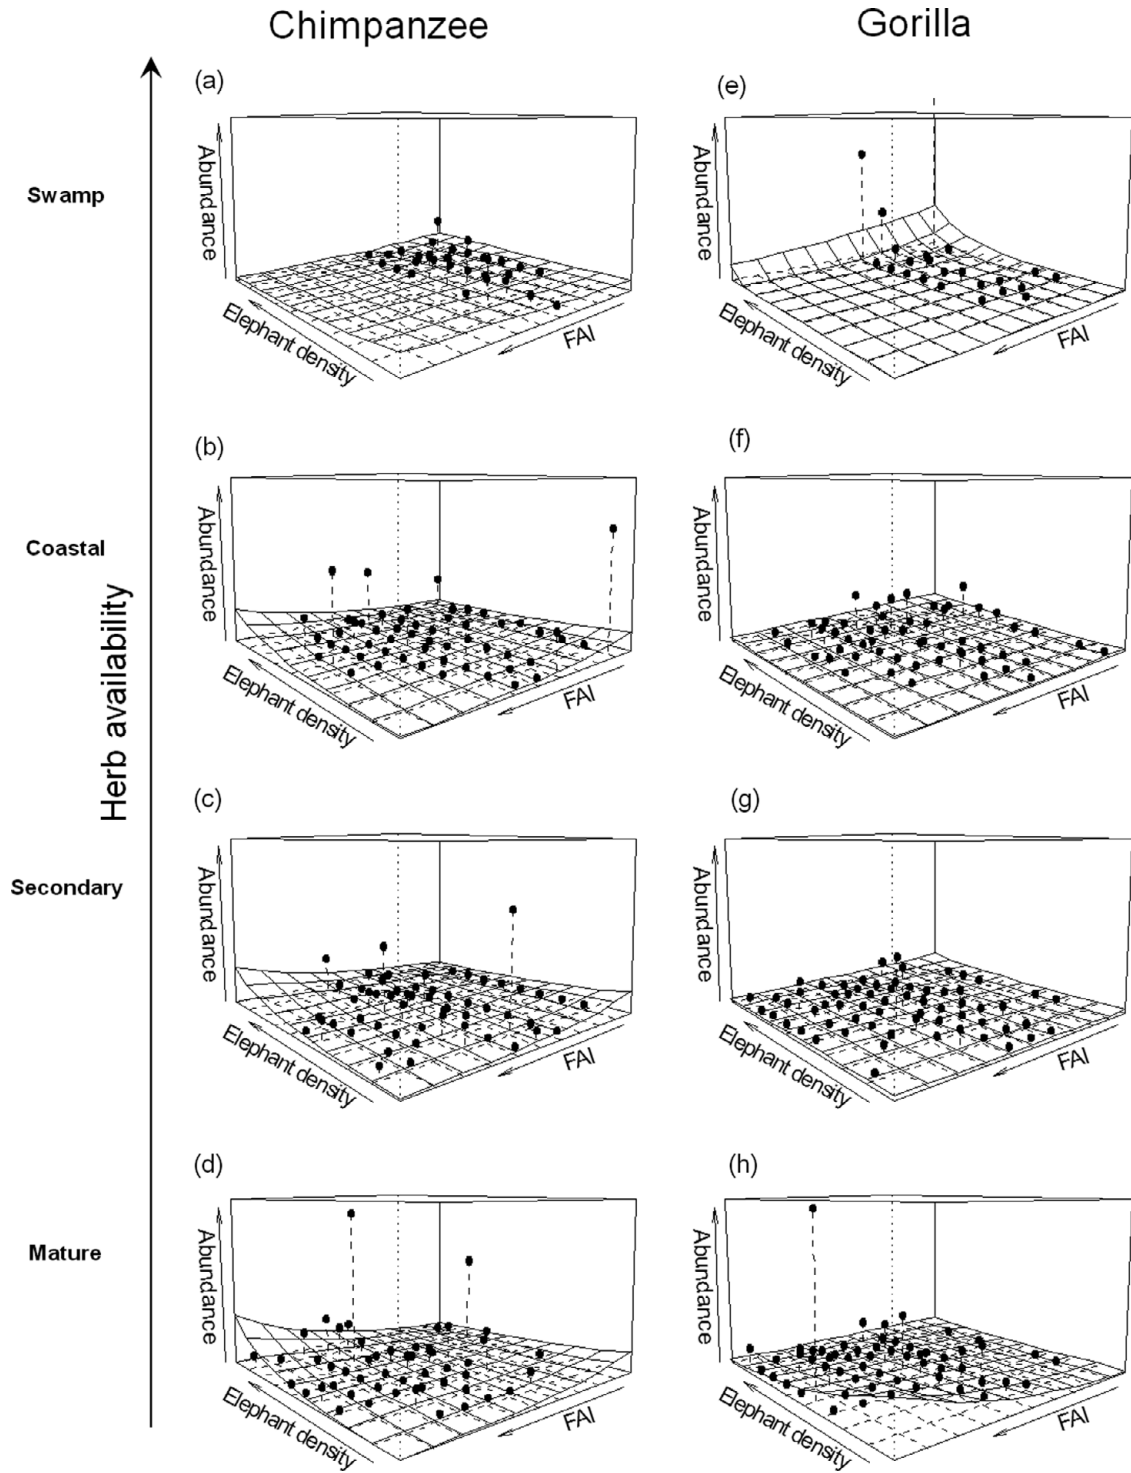 Chimpanzee
Gorilla
Herb availability
Swamp
(a)
Abundance
Elephant density
FAI
(e)
Abundance
Elephant density
FAI
Coastal
(b)
Abundance
Elephant density
FAI
(f)
Abundance
Elephant density
FAI
Secondary
(c)
Abundance
Elephant density
FAI
(g)
Abundance
Elephant density
FAI
Mature
(d)
Abundance
Elephant density
FAI
(h)
Abundance
Elephant density
FAI